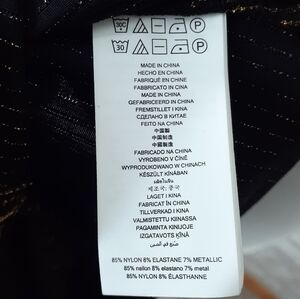 30C P
30 P
MADE IN CHINA
HECHO EN CHINA
FABRIQUÉ EN CHINE
FABBRICATO IN CINA
MADE IN CHINA
GEFABRICEERD IN CHINA
FREMSTILLET I KINA
СДЕЛАНО В КИТАЕ
FEITO NA CHINA
中国製
中国制造
中國製造
FABRICADO NA CHINA
VYROBENO V ČÍNĚ
WYPRODUKOWANO W CHINACH
KÉSZÜLT KÍNÁBAN
제조국: 중국
LAGET I KINA
FABRICAT ÎN CHINA
TILLVERKAD I KINA
VALMISTETTU KIINASSA
PAGAMINTA KINIJOJE
IZGATAVOTS ĶĪNĀ
صنع في الصين
85% NYLON 8% ELASTANE 7% METALLIC
85% nailon 8% elastano 7% metal
85% NYLON 8% ÉLASTHANNE